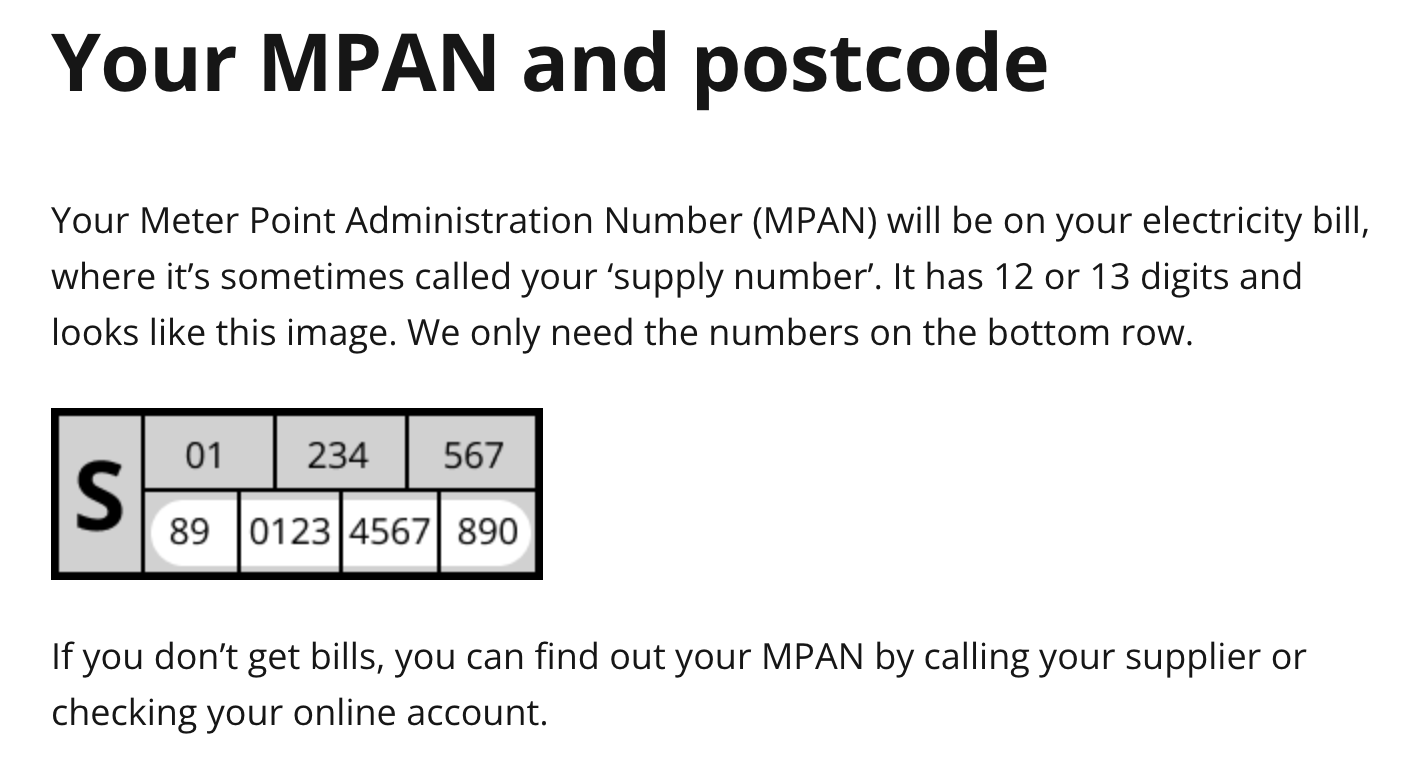 Your MPAN and postcode
Your Meter Point Administration Number (MPAN) will be on your electricity bill,
where it’s sometimes called your ‘supply number’. It has 12 or 13 digits and
looks like this image. We only need the numbers on the bottom row.
S
01 234 567
89 0123 4567 890
If you don’t get bills, you can find out your MPAN by calling your supplier or
checking your online account.